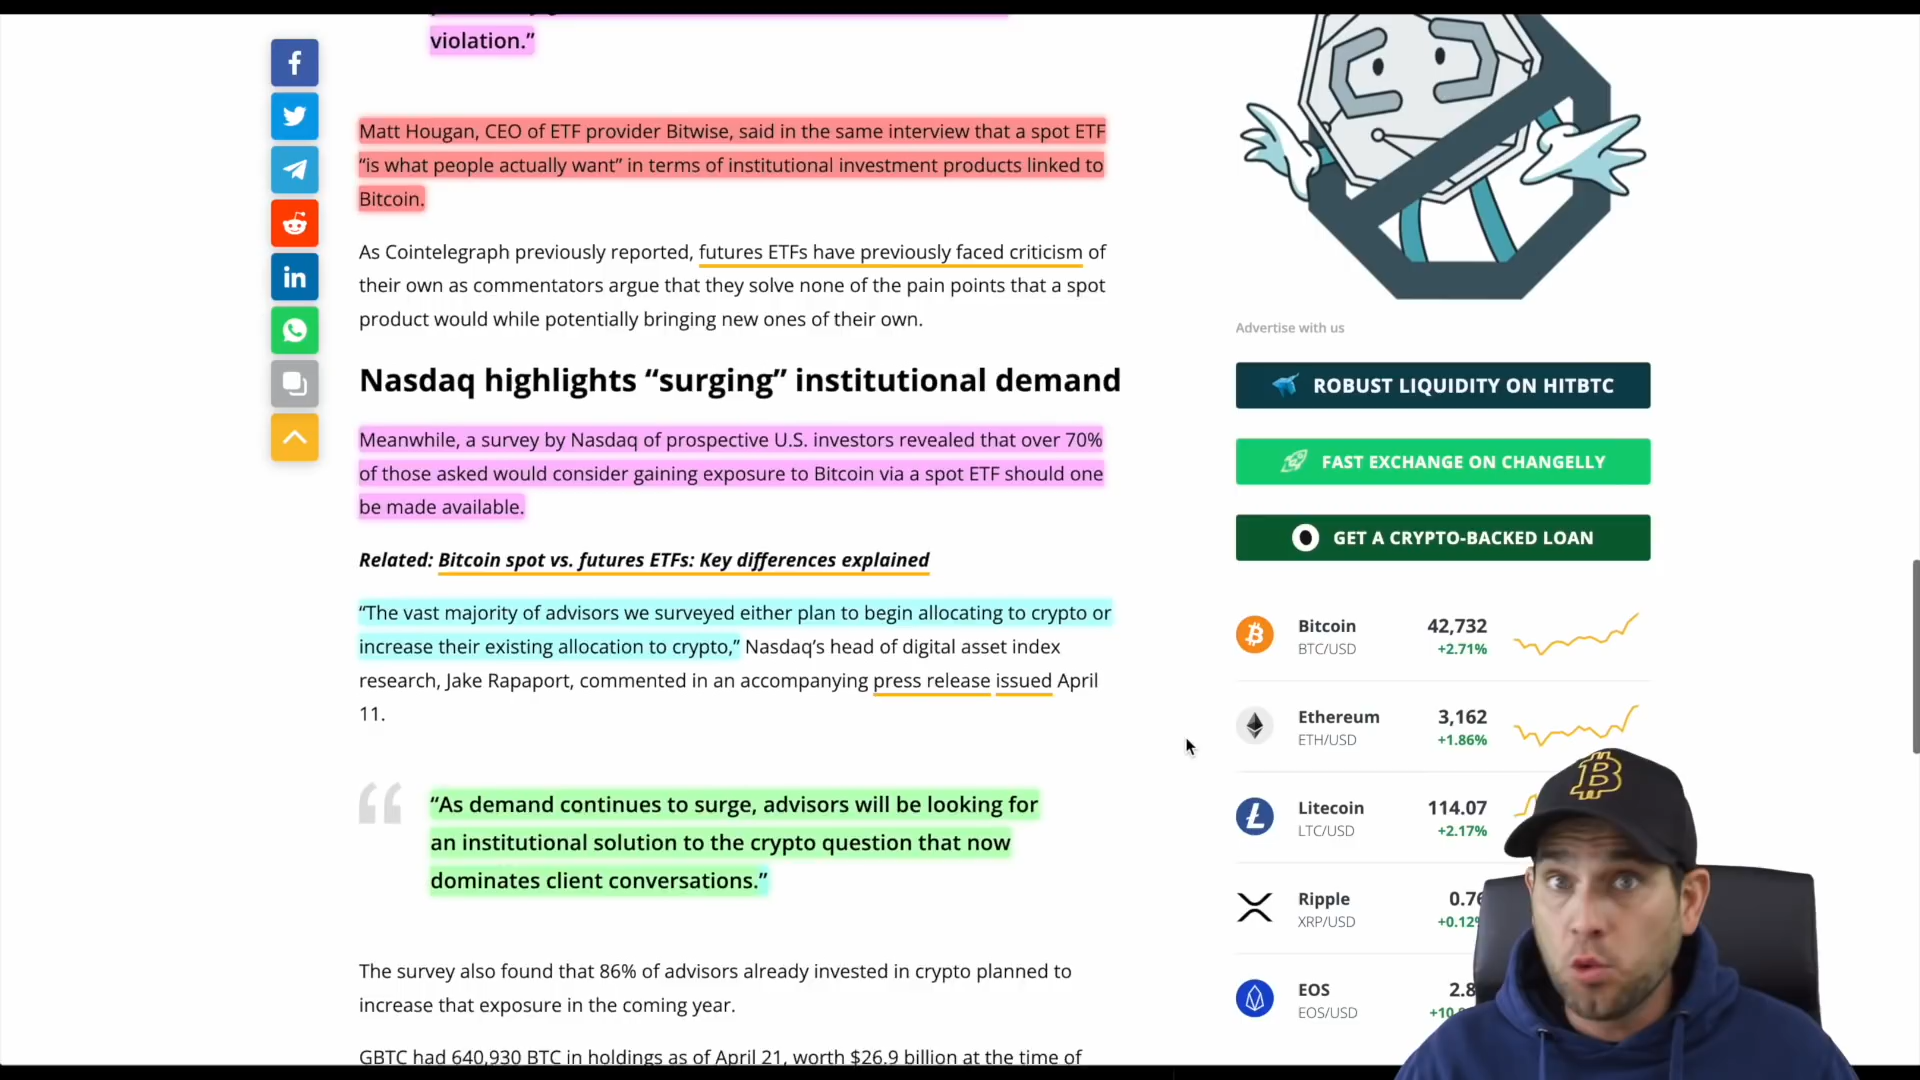 violation.”
Matt Hougan, CEO of ETF provider Bitwise, said in the same interview that a spot ETF
“is what people actually want” in terms of institutional investment products linked to
Bitcoin.
As Cointelegraph previously reported, futures ETFs have previously faced criticism of
their own as commentators argue that they solve none of the pain points that a spot
product would while potentially bringing new ones of their own.
Nasdaq highlights “surging” institutional demand
Meanwhile, a survey by Nasdaq of prospective U.S. investors revealed that over 70%
of those asked would consider gaining exposure to Bitcoin via a spot ETF should one
be made available.
Related: Bitcoin spot vs. futures ETFs: Key differences explained
“The vast majority of advisors we surveyed either plan to begin allocating to crypto or
increase their existing allocation to crypto,” Nasdaq’s head of digital asset index
research, Jake Rapaport, commented in an accompanying press release issued April
11.
“As demand continues to surge, advisors will be looking for
an institutional solution to the crypto question that now
dominates client conversations.”
The survey also found that 86% of advisors already invested in crypto planned to
increase that exposure in the coming year.
GBTC had 640,930 BTC in holdings as of April 21, worth $26.9 billion at the time of
Advertise with us
ROBUST LIQUIDITY ON HITBTC
FAST EXCHANGE ON CHANGELLY
GET A CRYPTO-BACKED LOAN
Bitcoin 42,732
BTC/USD +2.71%
Ethereum 3,162
ETH/USD +1.86%
Litecoin 114.07
LTC/USD +2.17%
Ripple
XRP/USD
EOS
EOS/USD